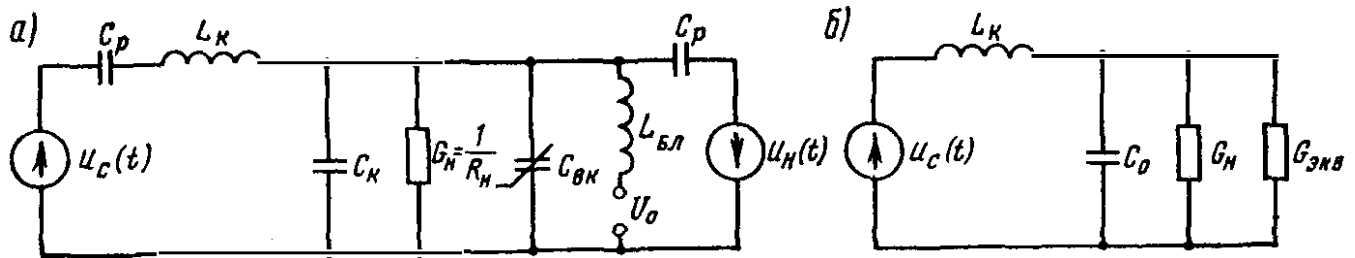 а) Cр Lк Cр б) Lк
uс(t) Cк Gн=1/Rн Cвк Lбл U₀ uн(t) uс(t) C₀ Gн Gэкв